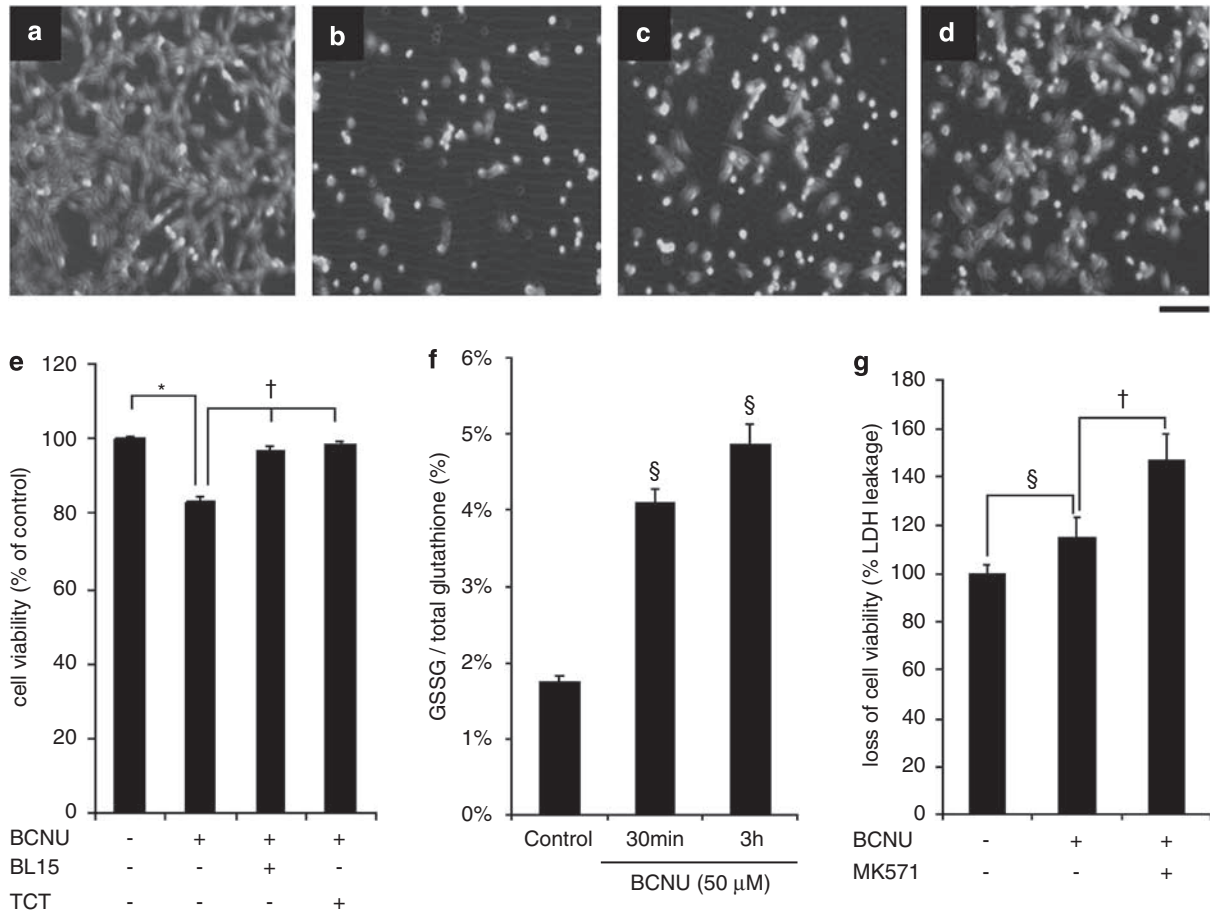 a
b
c
d
e
120
100
80
60
40
20
0
cell viability (% of control)
*
†
BCNU - + + +
BL15 - - + -
TCT - - - +
f
6%
5%
4%
3%
2%
1%
0%
GSSG / total glutathione (%)
§
§
Control 30min 3h
BCNU (50 µM)
g
180
160
140
120
100
80
60
40
20
0
loss of cell viability (% LDH leakage)
§
†
BCNU - + +
MK571 - - +